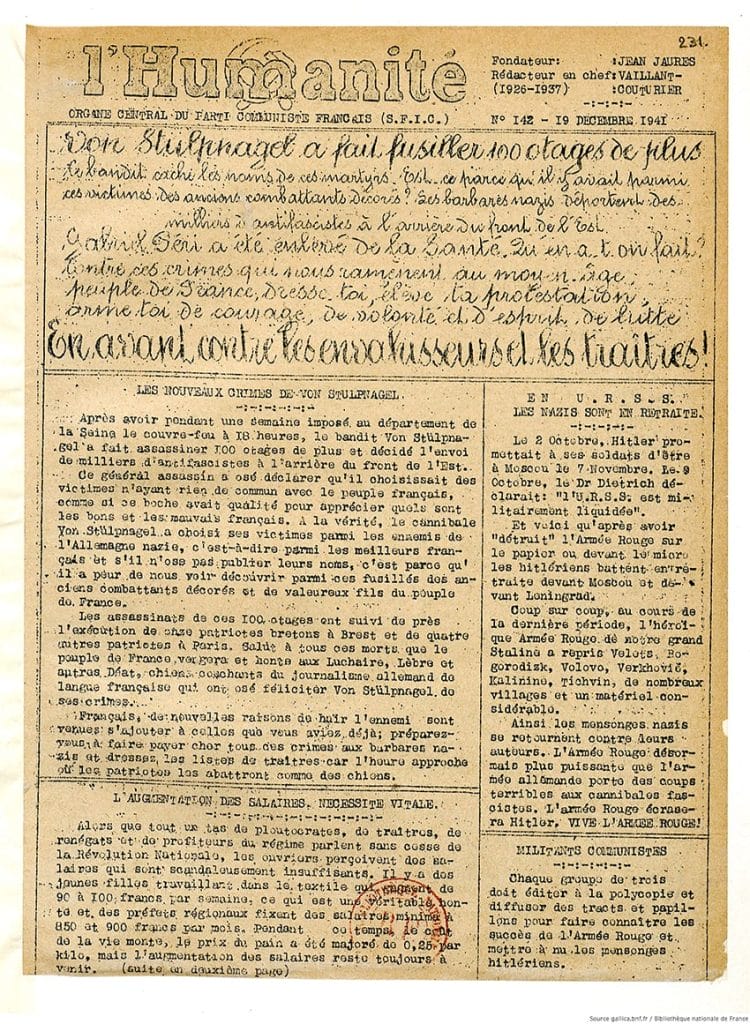 231.
l'Humanité
ORGANE CENTRAL DU PARTI COMMUNISTE FRANCAIS (S.F.I.C.)
Fondateur: :JEAN JAURES
Rédacteur en chef:VAILLANT-
(1926-1937) :COUTURIER
-:-:-:-
N° 142 - 19 DECEMBRE 1941
Von Stülpnagel a fait fusiller 100 otages de plus
Le bandit cache les noms de ces martyrs. Est-ce parce qu'il y avait parmi
ces victimes des anciens combattants décorés? Les barbares nazis déportent des
milliers d'antifascistes à l'arrière du front de l'Est.
Gabriel Péri a été enlevé de la Santé. Qu'en a-t-on fait?
Contre ces crimes qui nous ramènent au moyen-âge,
peuple de France, dresse-toi, élève ta protestation,
arme-toi de courage, de volonté et d'esprit de lutte
En avant contre les envahisseurs et les traîtres!
LES NOUVEAUX CRIMES DE VON STULPNAGEL.
-:-:-:-:-:-
Après avoir pendant une semaine imposé au département de
la Seine le couvre-feu à 18 heures, le bandit Von Stülpna-
gel a fait assassiner 100 otages de plus et décidé l'envoi
de milliers d'antifascistes à l'arrière du front de l'Est.
Ce général assassin a osé déclarer qu'il choisissait des
victimes n'ayant rien de commun avec le peuple français,
comme si ce boche avait qualité pour apprécier quels sont
les bons et les mauvais français. A la vérité, le cannibale
Von Stülpnagel a choisi ses victimes parmi les ennemis de
l'Allemagne nazie, c'est-à-dire parmi les meilleurs fran-
çais et s'il n'ose pas publier leurs noms, c'est parce qu'
il a peur de nous voir découvrir parmi ces fusillés des an-
ciens combattants décorés et de valeureux fils du peuple
de France.
Les assassinats de ces 100 otages ont suivi de près
l'exécution de onze patriotes bretons à Brest et de quatre
autres patriotes à Paris. Salut à tous ces morts que le
peuple de France vengera et honte aux Luchaire, Lèbre et
autres Déat, chiens couchants du journalisme allemand de
langue française qui ont osé féliciter Von Stülpnagel de
ses crimes.
Français, de nouvelles raisons de haïr l'ennemi sont
venues s'ajouter à celles que vous aviez déjà; préparez-
vous à faire payer cher tous ces crimes aux barbares na-
zis et dressez les listes de traîtres car l'heure approche
où les patriotes les abattront comme des chiens.
L'AUGMENTATION DES SALAIRES, NECESSITE VITALE.
-:-:-:-:-:-:-:-:-
Alors que tout un tas de ploutocrates, de traîtres, de
renégats et de profiteurs du régime parlent sans cesse de
la Révolution Nationale, les ouvriers perçoivent des sa-
laires qui sont scandaleusement insuffisants. Il y a des
jeunes filles travaillant dans le textile qui gagnent de
90 à 100 francs par semaine, ce qui est une véritable hon-
te et des préfets régionaux fixent des salaires minima à
850 et 900 francs par mois. Pendant ce temps, le coût
de la vie monte, le prix du pain a été majoré de 0,25 par
kilo, mais l'augmentation des salaires reste toujours à
venir. (suite en deuxième page)
EN U.R.S.S.
LES NAZIS SONT EN RETRAITE.
-:-:-:-:-
Le 2 Octobre, Hitler pro-
mettait à ses soldats d'être
à Moscou le 7 Novembre. Le 9
Octobre, le Dr Dietrich dé-
clarait: "l'U.R.S.S. est mi-
litairement liquidée".
Et voici qu'après avoir
"détruit" l'Armée Rouge sur
le papier ou devant le micro
les hitlériens battent en re-
traite devant Moscou et de-
vant Leningrad.
Coup sur coup, au cours de
la dernière période, l'héroï-
que Armée Rouge de notre grand
Staline a repris Velets, Bo-
gorodizk, Volovo, Verkhovié,
Kalinine, Tichvin, de nombreux
villages et un matériel con-
sidérable.
Ainsi les mensonges nazis
se retournent contre leurs
auteurs. L'Armée Rouge désor-
mais plus puissante que l'ar-
mée allemande porte des coups
terribles aux cannibales fas-
cistes. L'armée Rouge écrase-
ra Hitler. VIVE L'ARMEE ROUGE!
MILITANTS COMMUNISTES
-:-:-:-:-
Chaque groupe de trois
doit éditer à la polycopie et
diffuser des tracts et papil-
lons pour faire connaître les
succès de l'Armée Rouge et
mettre à nu les mensonges
hitlériens.
Source gallica.bnf.fr / Bibliothèque nationale de France